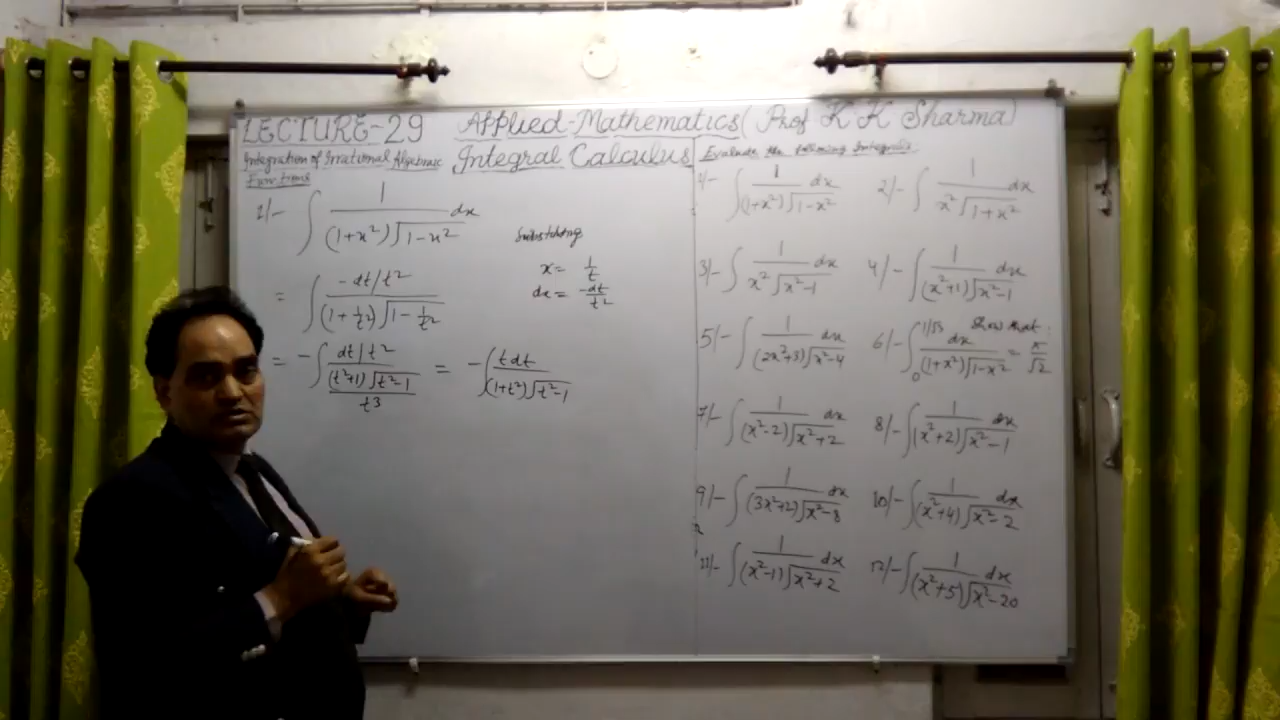 LECTURE-29 Applied-Mathematics ( Prof K K Sharma)
Integration of Irrational Algebraic Functions
Integral Calculus
1/- ∫ 1/((1+x²)√(1-x²)) dx
Substituting
x = 1/t
dx = -dt/t²
= ∫ (-dt/t²)/((1+1/t²)√(1-1/t²))
= -∫ (dt/t²)/(((t²+1)√(t²-1))/t³) = -∫ t dt/((1+t²)√(t²-1))
Evaluate the following Integrals
1/- ∫ 1/((1+x²)√(1-x²)) dx
2/- ∫ 1/(x²√(1+x²)) dx
3/- ∫ 1/(x²√(x²-1)) dx
4/- ∫ 1/((x²+1)√(x²-1)) dx
5/- ∫ 1/((2x²+3)√(x²-4)) dx
6/- ∫₀^(1/√3) dx/((1+x²)√(1-x²)) = π/√2 Show that
7/- ∫ 1/((x²-2)√(x²+2)) dx
8/- ∫ 1/((x²+2)√(x²-1)) dx
9/- ∫ 1/((3x²+2)√(x²-8)) dx
10/- ∫ 1/((x²+4)√(x²-2)) dx
11/- ∫ 1/((x²-1)√(x²+2)) dx
12/- ∫ 1/((x²+5)√(x²-20)) dx